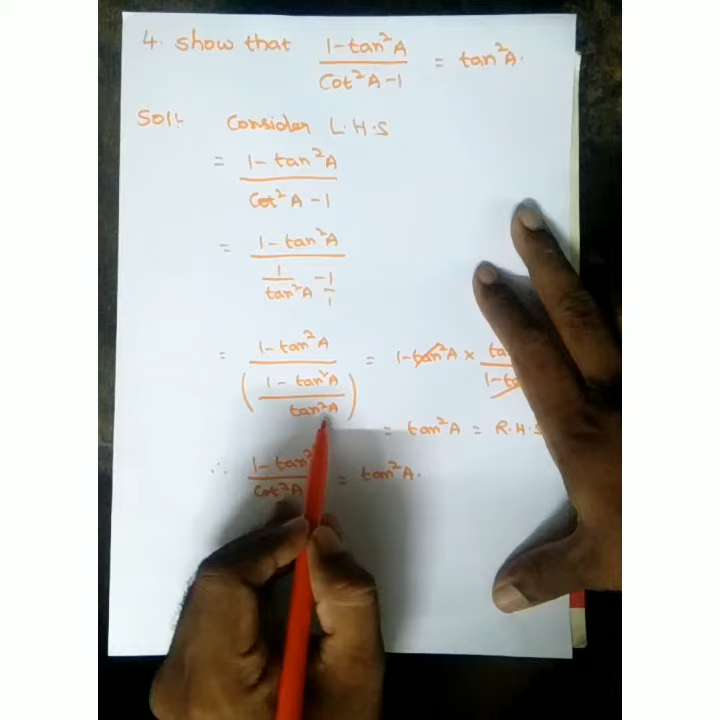 4. show that (1-tan²A)/(Cot²A-1) = tan²A.
Sol:- Consider L.H.S
= (1-tan²A)/(Cot²A-1)
= (1-tan²A)/(1/tan²A - 1/1)
= (1-tan²A)/((1-tan²A)/(tan²A)) = 1-tan²A ×
= tan²A = R.H.S
∴ (1-tan²)/(Cot²A) = tan²A.